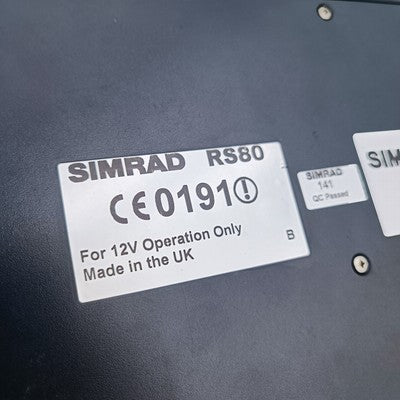 SIMRAD RS80
CE0191
For 12V Operation Only
Made in the UK
B
SIMRAD
141
QC Passed
SIM